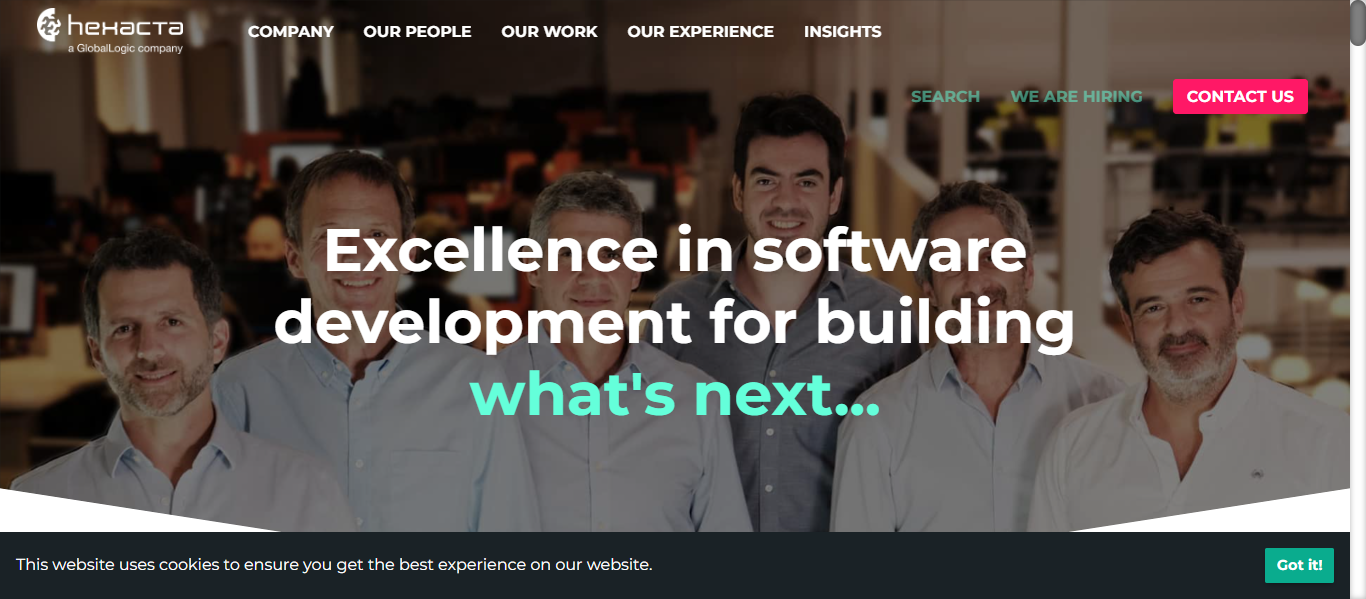 hexacta
a GlobalLogic company
COMPANY OUR PEOPLE OUR WORK OUR EXPERIENCE INSIGHTS
SEARCH WE ARE HIRING CONTACT US
Excellence in software
development for building
what's next...
This website uses cookies to ensure you get the best experience on our website. Got it!